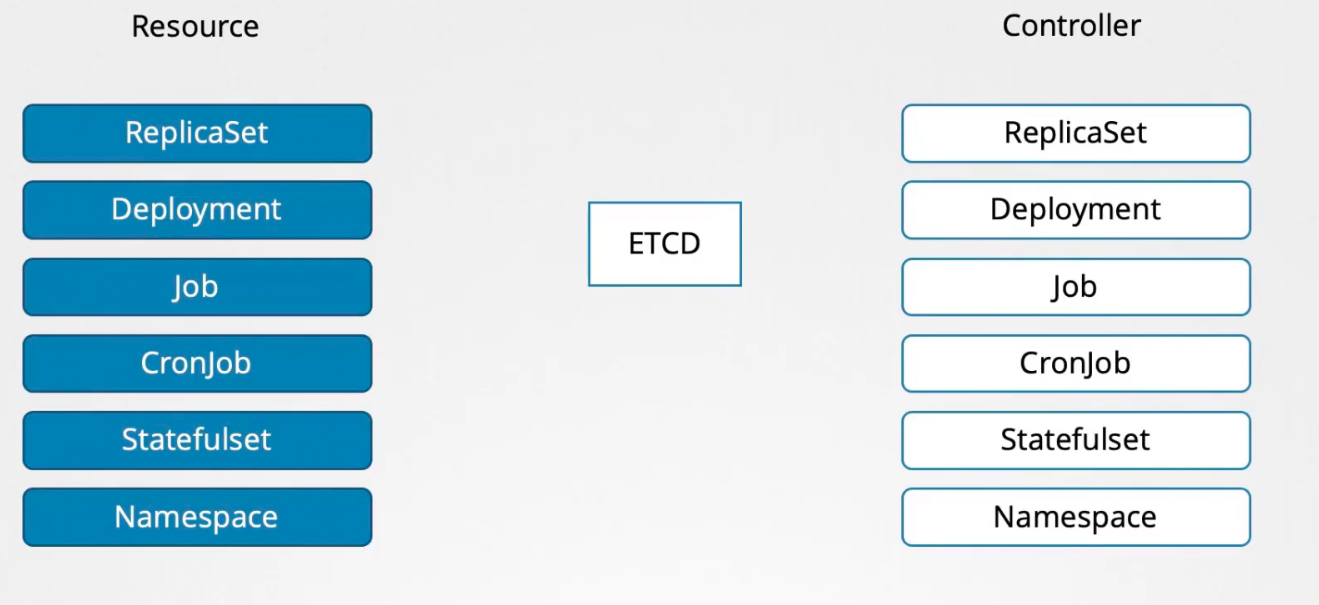 Resource
Controller
ReplicaSet
Deployment
Job
CronJob
Statefulset
Namespace
ETCD
ReplicaSet
Deployment
Job
CronJob
Statefulset
Namespace